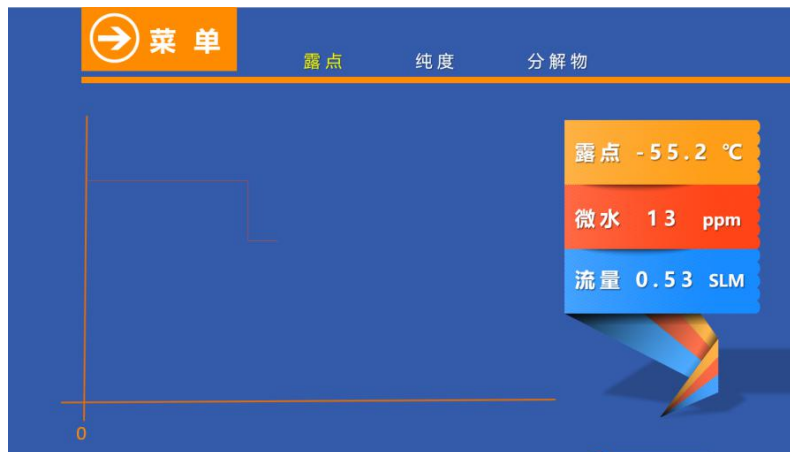 菜 单
露点 纯度 分解物
露点 -55.2 ℃
微水 13 ppm
流量 0.53 SLM
0